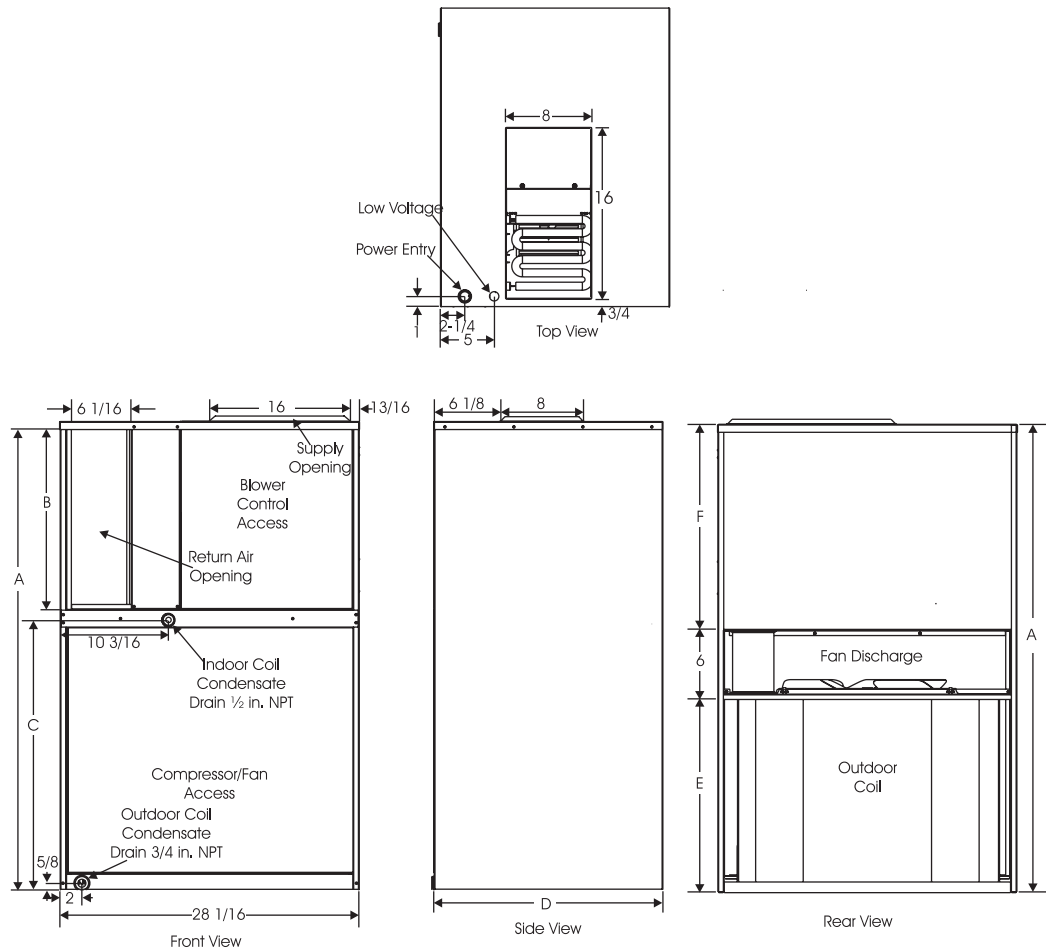 8
16
Low Voltage
Power Entry
1
2-1/4
5
3/4
Top View
6 1/16
16
13/16
Supply
Opening
Blower
Control
Access
B
A
Return Air
Opening
10 3/16
Indoor Coil
Condensate
Drain ½ in. NPT
C
Compressor/Fan
Access
Outdoor Coil
Condensate
Drain 3/4 in. NPT
5/8
2
28 1/16
Front View
6 1/8
8
D
Side View
F
A
6
Fan Discharge
E
Outdoor
Coil
Rear View